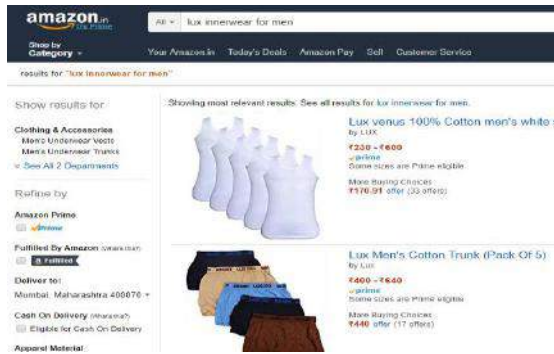 amazon.in
Try Prime
All
lux innerwear for men
Shop by
Category
Your Amazon.in Today's Deals Amazon Pay Sell Customer Service
results for "lux innerwear for men"
Show results for
Clothing & Accessories
Men's Underwear Vests
Men's Underwear Trunks
See All 2 Departments
Refine by
Amazon Prime
prime
Fulfilled By Amazon
Fulfilled
Deliver to:
Mumbai, Maharashtra 400070
Cash On Delivery
Eligible for Cash On Delivery
Apparel Material
Showing most relevant results. See all results for lux innerwear for men.
Lux venus 100% Cotton men's white
by LUX
₹230 - ₹600
prime
Some sizes are Prime eligible
More Buying Choices
₹170.91 offer (33 offers)
Lux Men's Cotton Trunk (Pack Of 5)
by Lux
₹400 - ₹640
prime
Some sizes are Prime eligible
More Buying Choices
₹440 offer (17 offers)